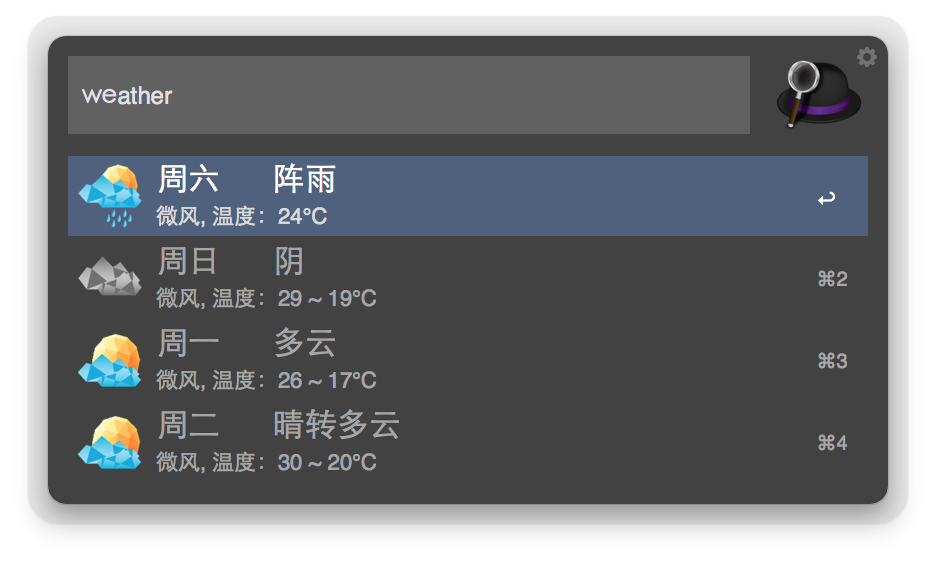 weather
周六 阵雨
微风, 温度：24°C
周日 阴
微风, 温度：29 ~ 19°C
⌘2
周一 多云
微风, 温度：26 ~ 17°C
⌘3
周二 晴转多云
微风, 温度：30 ~ 20°C
⌘4